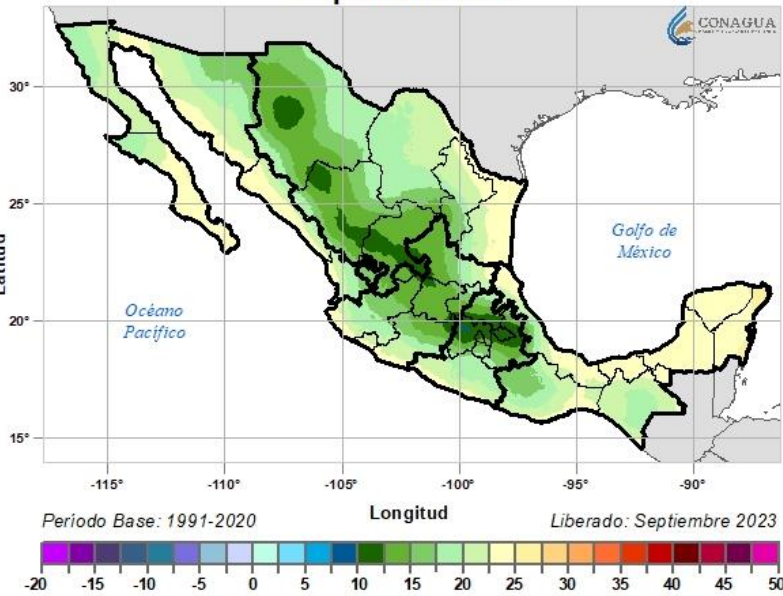 CONAGUA
30°
25°
20°
15°
Latitud
Golfo de
México
Océano
Pacífico
-115° -110° -105° -100° -95° -90°
Longitud
Período Base: 1991-2020
Liberado: Septiembre 2023
-20 -15 -10 -5 0 5 10 15 20 25 30 35 40 45 50